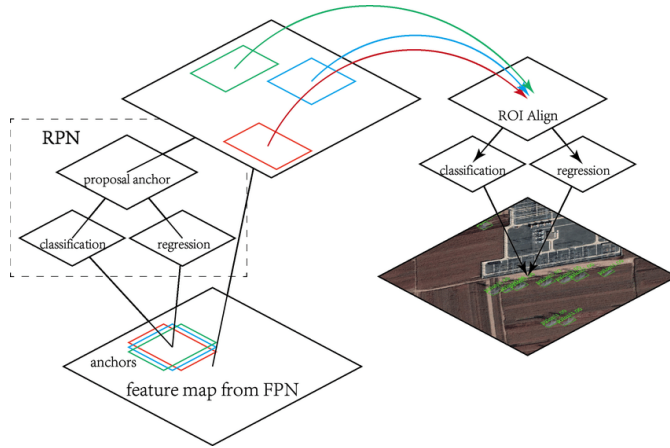 RPN
proposal anchor
classification
regression
anchors
feature map from FPN
ROI Align
classification
regression